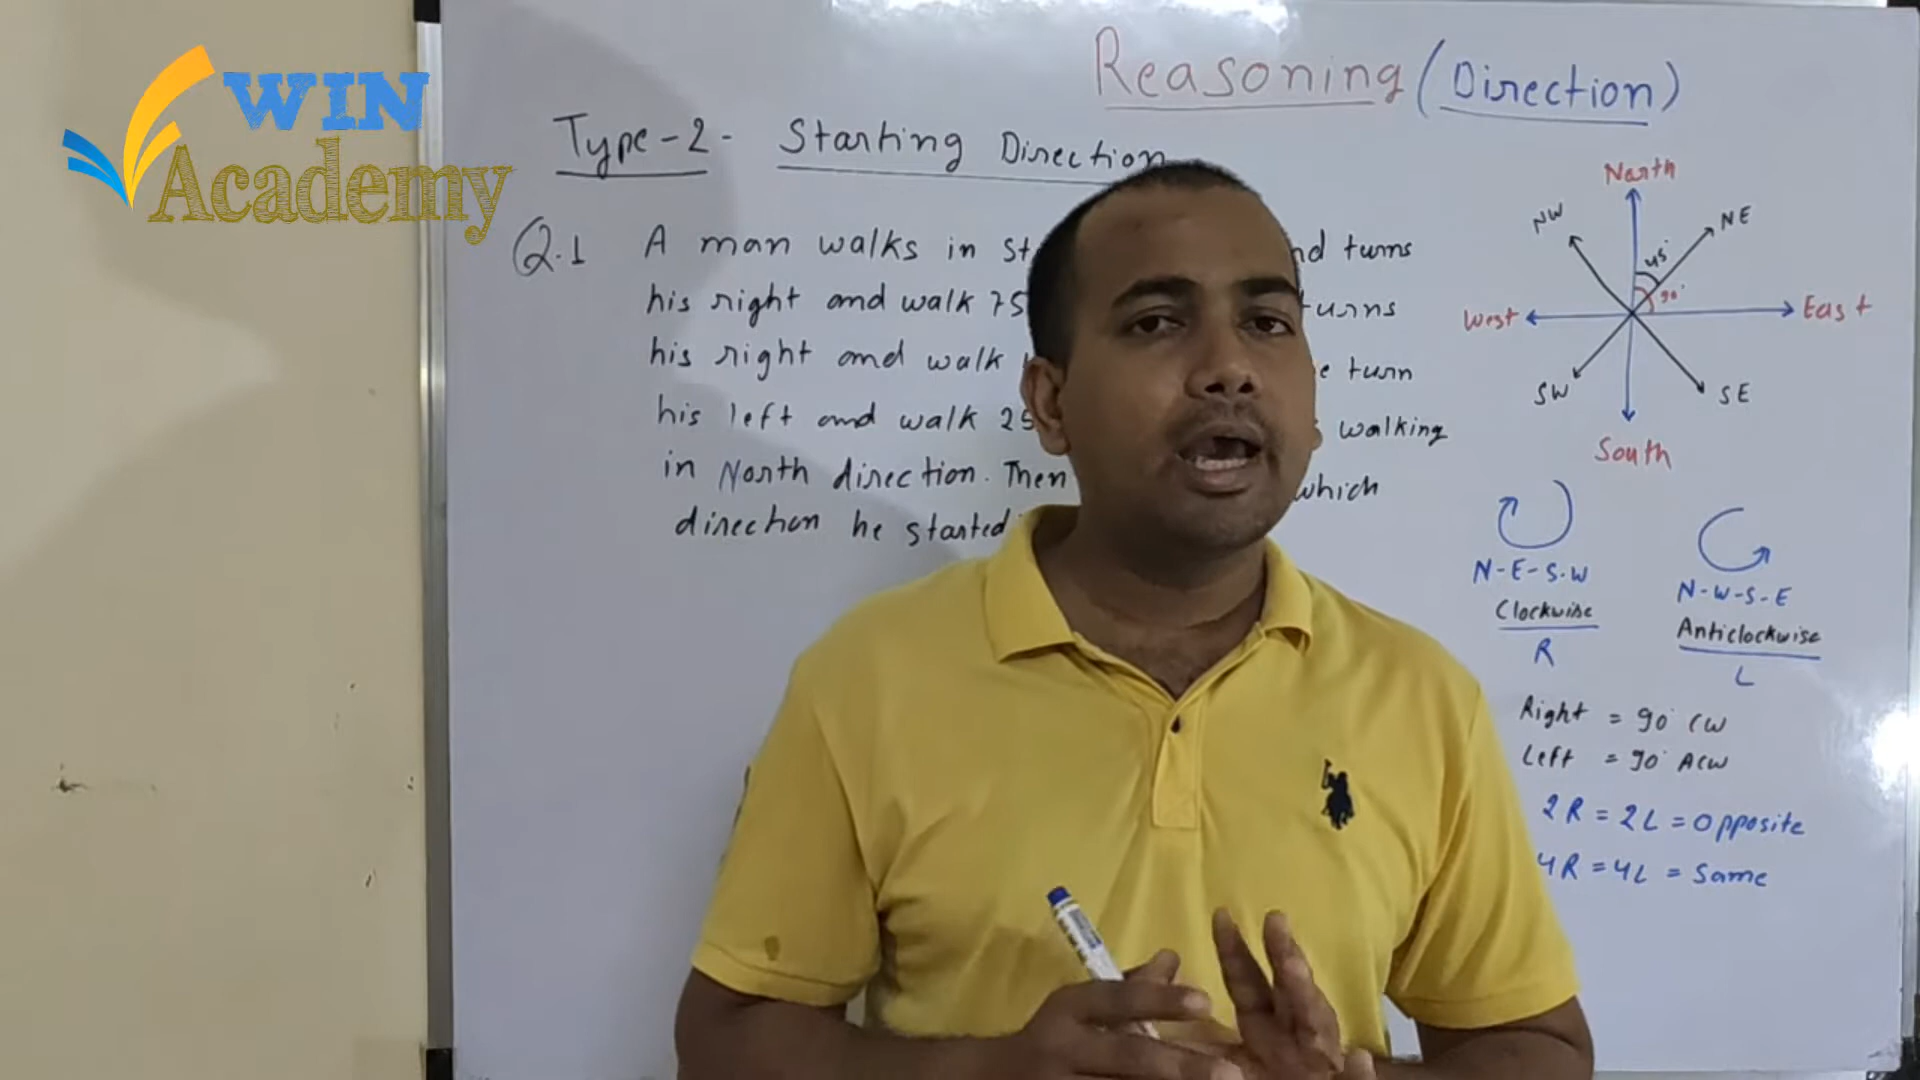 WIN
Academy
Reasoning (Direction)
Type-2- Starting Direction
Q.1 A man walks in turns
his right and walk 75 turns
his right and walk turn
his left and walk 25 walking
in North direction. Then which
direction he started
North
NW
NE
45°
90°
West
East
SW
SE
South
N-E-S-W
Clockwise
R
N-W-S-E
Anticlockwise
L
Right = 90° CW
Left = 90° ACW
2R = 2L = Opposite
4R = 4L = Same